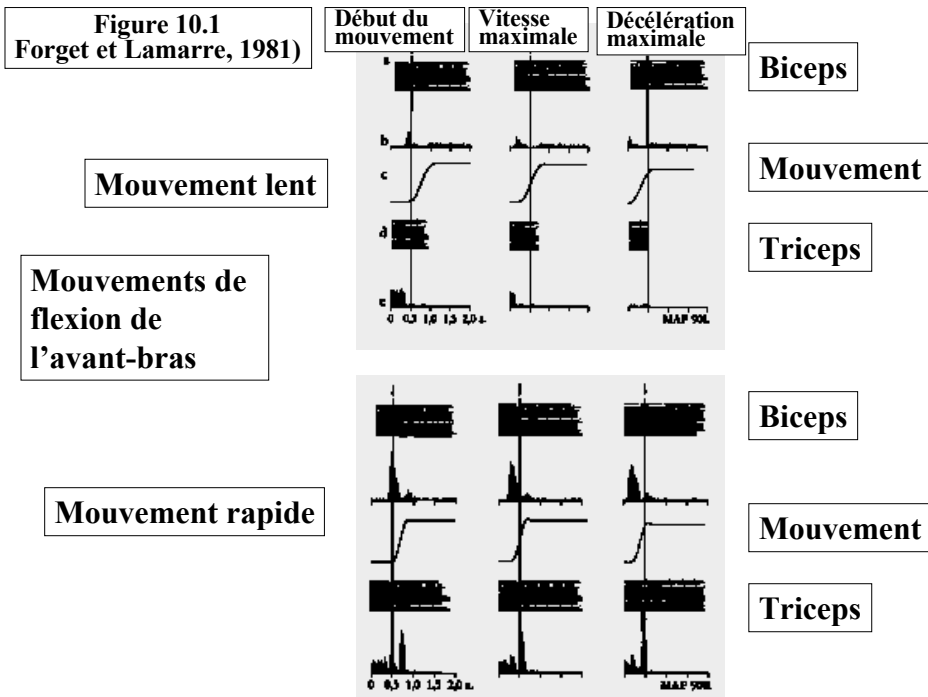 Figure 10.1
Forget et Lamarre, 1981)
Début du
mouvement
Vitesse
maximale
Décélération
maximale
Biceps
a
b
Mouvement lent
c
Mouvement
d
Triceps
Mouvements de
flexion de
l’avant-bras
e
0 0,5 1,0 1,5 2,0 s.
Biceps
Mouvement rapide
Mouvement
Triceps
0 0,5 1,0 1,5 2,0 s.